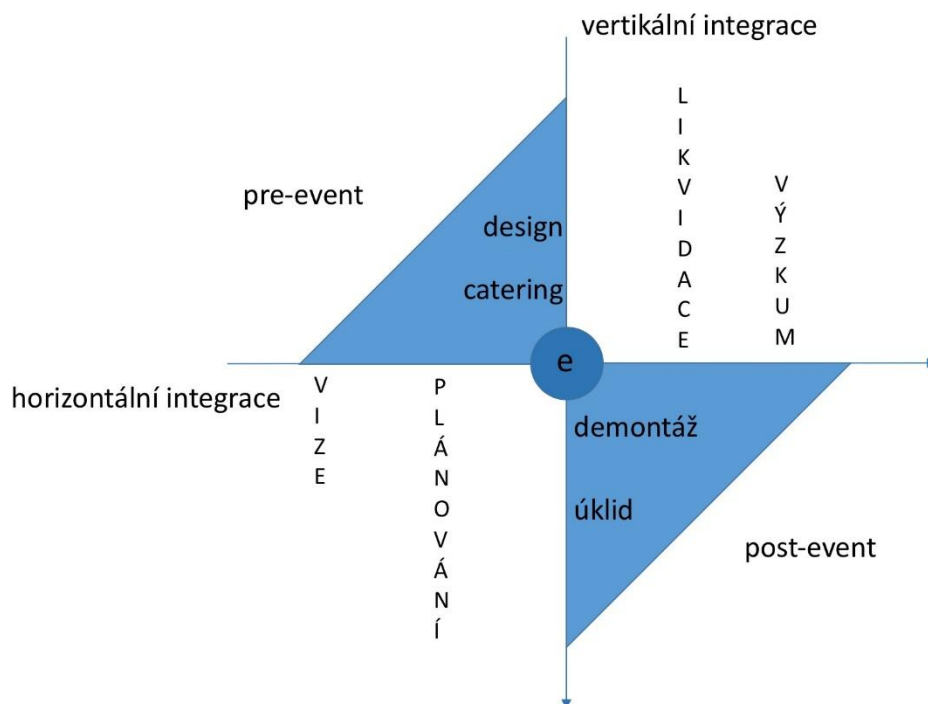 vertikální integrace
LIKVIDACE
VÝZKUM
pre-event
design
catering
e
horizontální integrace
VIZE
PLÁNOVÁNÍ
demontáž
úklid
post-event